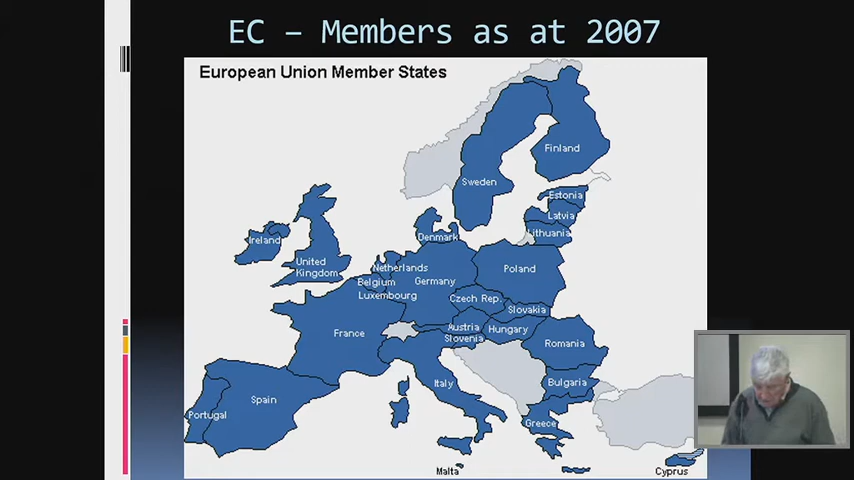 EC – Members as at 2007
European Union Member States
Finland
Sweden
Estonia
Latvia
Lithuania
Denmark
Ireland
United
Kingdom
Netherlands
Poland
Belgium
Germany
Luxembourg
Czech Rep.
Slovakia
France
Austria
Hungary
Slovenia
Romania
Italy
Bulgaria
Spain
Portugal
Greece
Malta
Cyprus